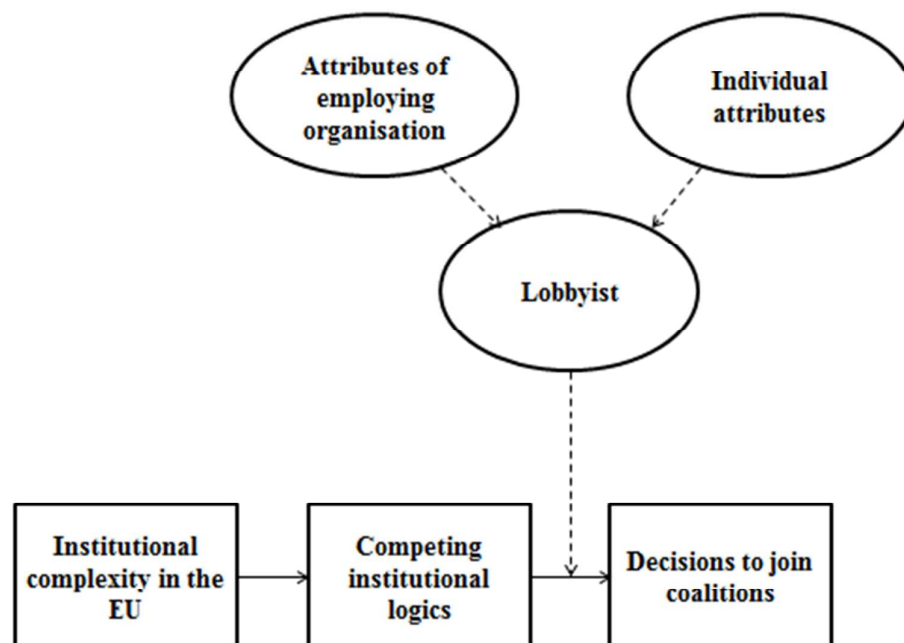 Attributes of
employing
organisation
Individual
attributes
Lobbyist
Institutional
complexity in the
EU
Competing
institutional
logics
Decisions to join
coalitions